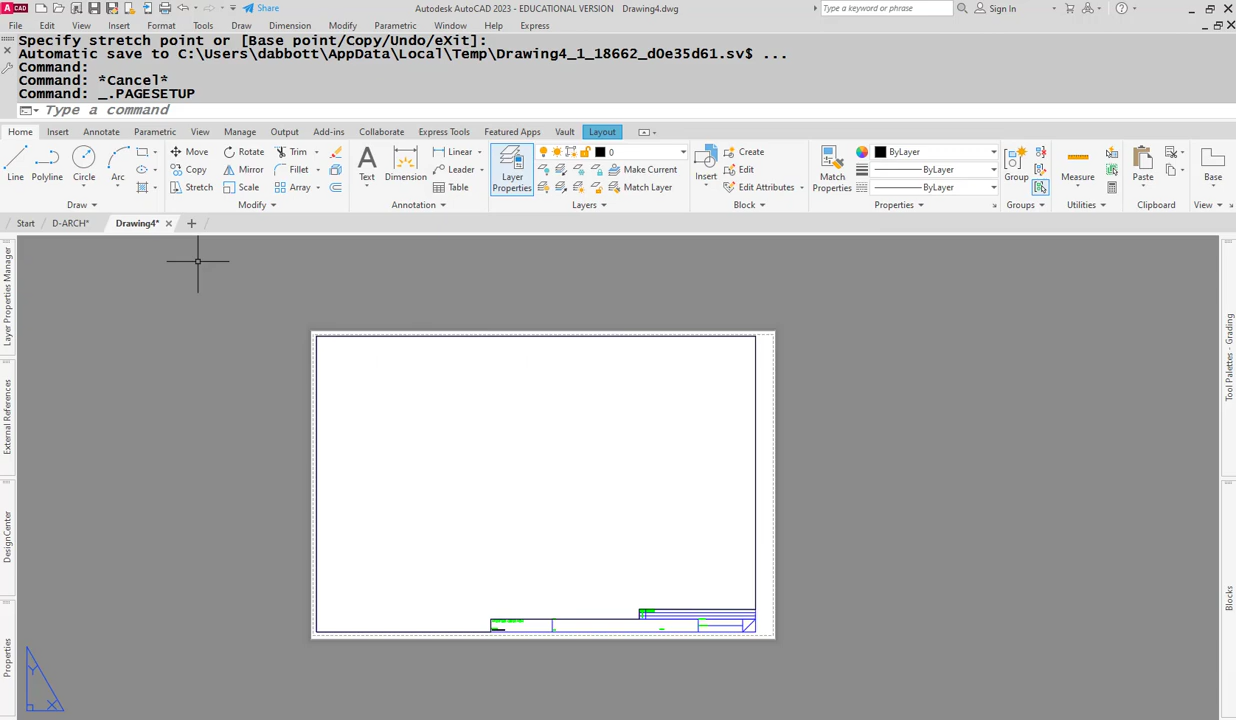 CAD
Share
Autodesk AutoCAD 2023 - EDUCATIONAL VERSION Drawing4.dwg
Type a keyword or phrase
Sign In
File Edit View Insert Format Tools Draw Dimension Modify Parametric Window Help Express
Specify stretch point or [Base point/Copy/Undo/eXit]:
Automatic save to C:\Users\dabbott\AppData\Local\Temp\Drawing4_1_18662_d0e35d61.sv$ ...
Command:
Command: *Cancel*
Command: _.PAGESETUP
Type a command
Home Insert Annotate Parametric View Manage Output Add-ins Collaborate Express Tools Featured Apps Vault Layout
Line Polyline Circle Arc
Move Rotate Trim
Copy Mirror Fillet
Stretch Scale Array
Text Dimension
Linear
Leader
Table
Layer Properties
0
Make Current
Match Layer
Insert
Create
Edit
Edit Attributes
Match Properties
ByLayer
ByLayer
ByLayer
Group
Measure
Paste
Base
Draw Modify Annotation Layers Block Properties Groups Utilities Clipboard View
Start D-ARCH* Drawing4*
Layer Properties Manager
External References
DesignCenter
Properties
Tool Palettes - Grading
Blocks
Y
X